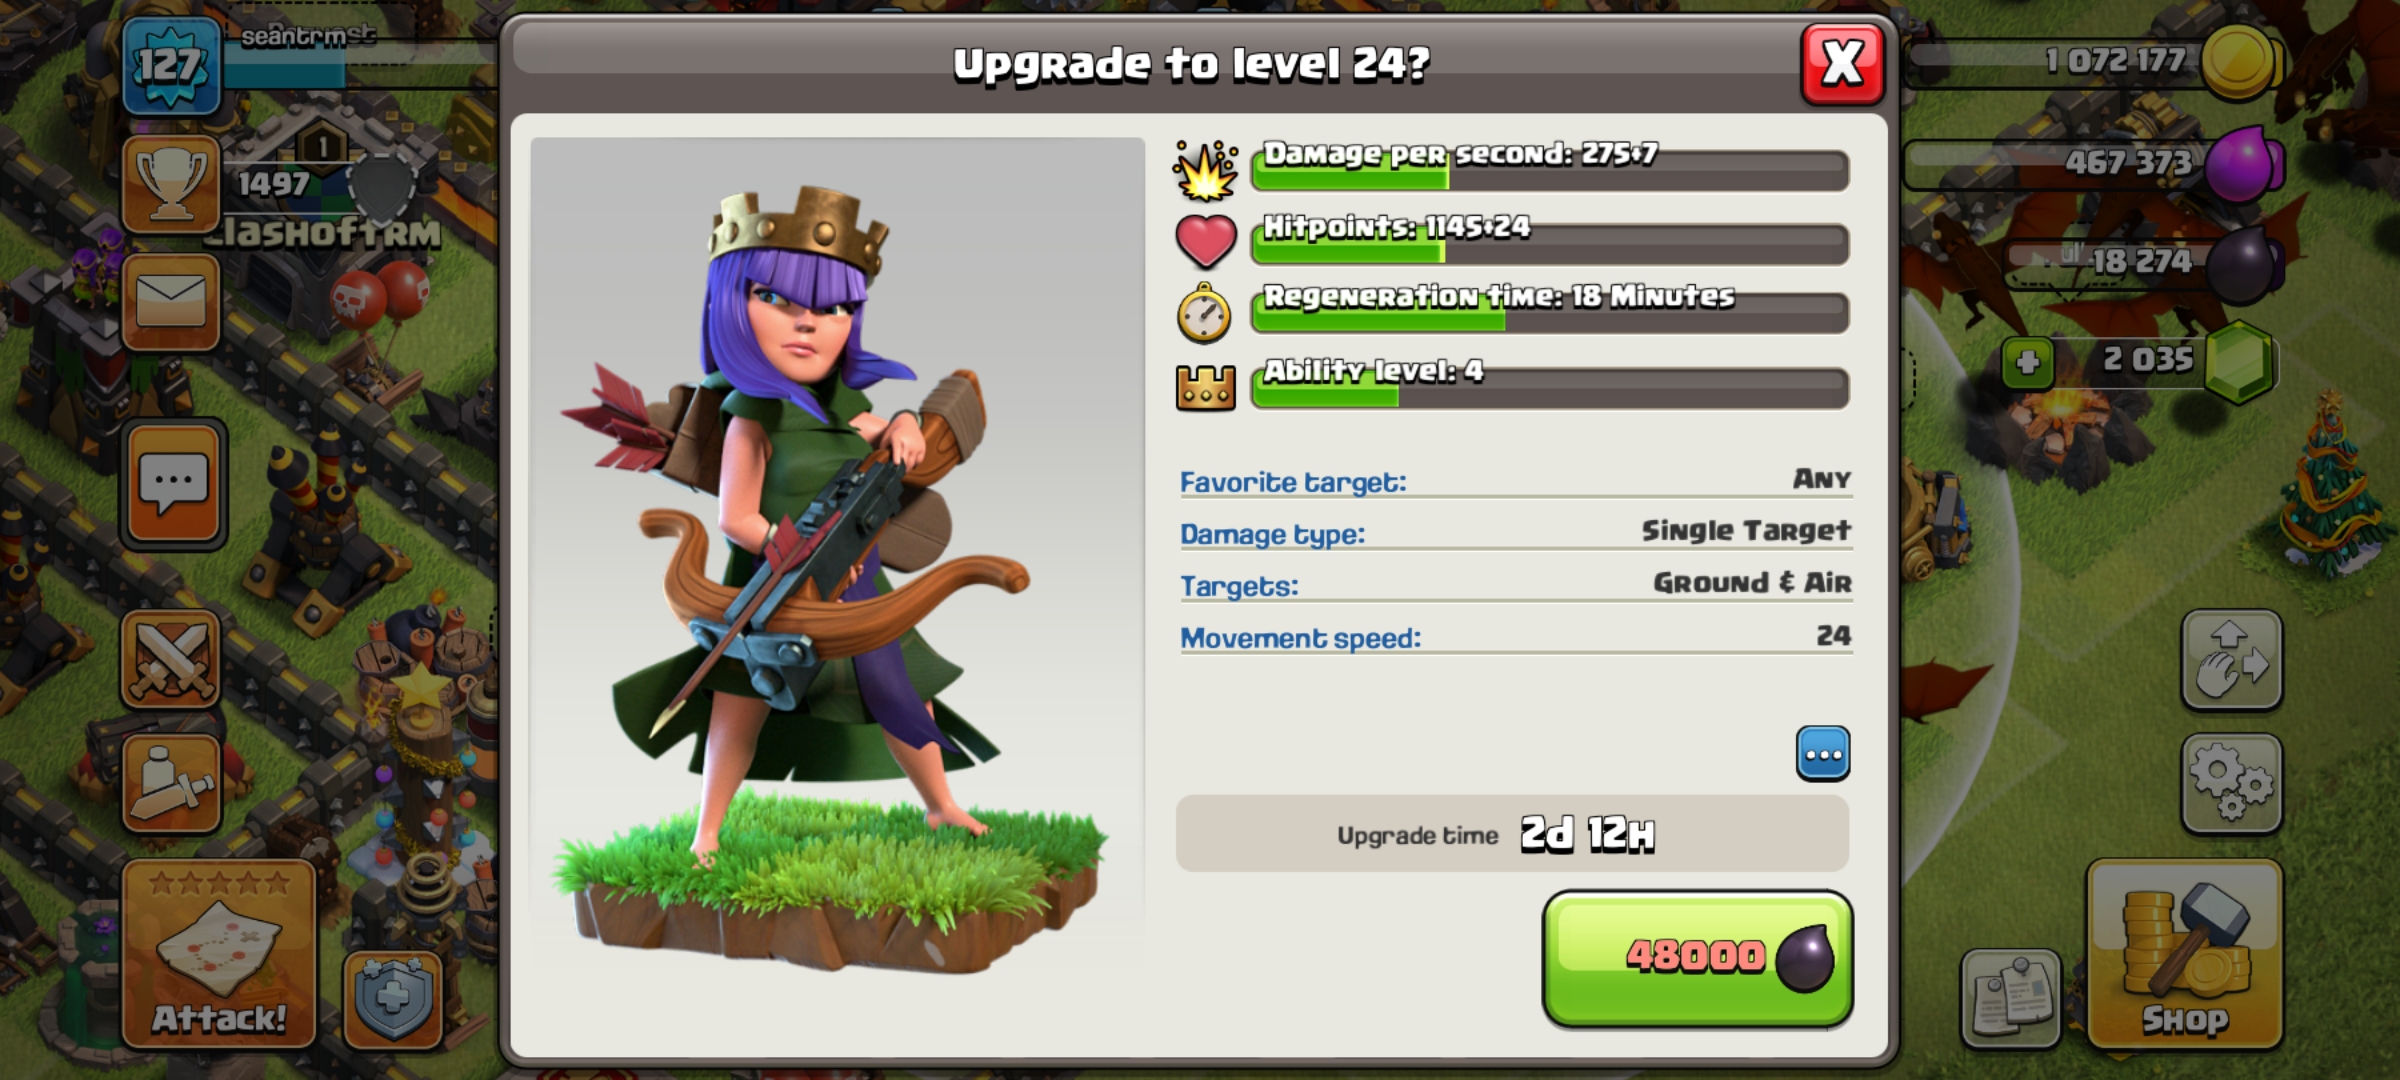 127
seântrmst
Upgrade to level 24?
X
1 072 177
1
1497
lashofTRM
467 373
18 274
2 035
Damage per second: 275+7
Hitpoints: 1145+24
Regeneration time: 18 Minutes
Ability level: 4
Favorite target: Any
Damage type: Single Target
Targets: Ground & Air
Movement speed: 24
Upgrade time 2d 12H
48000
Attack!
Shop